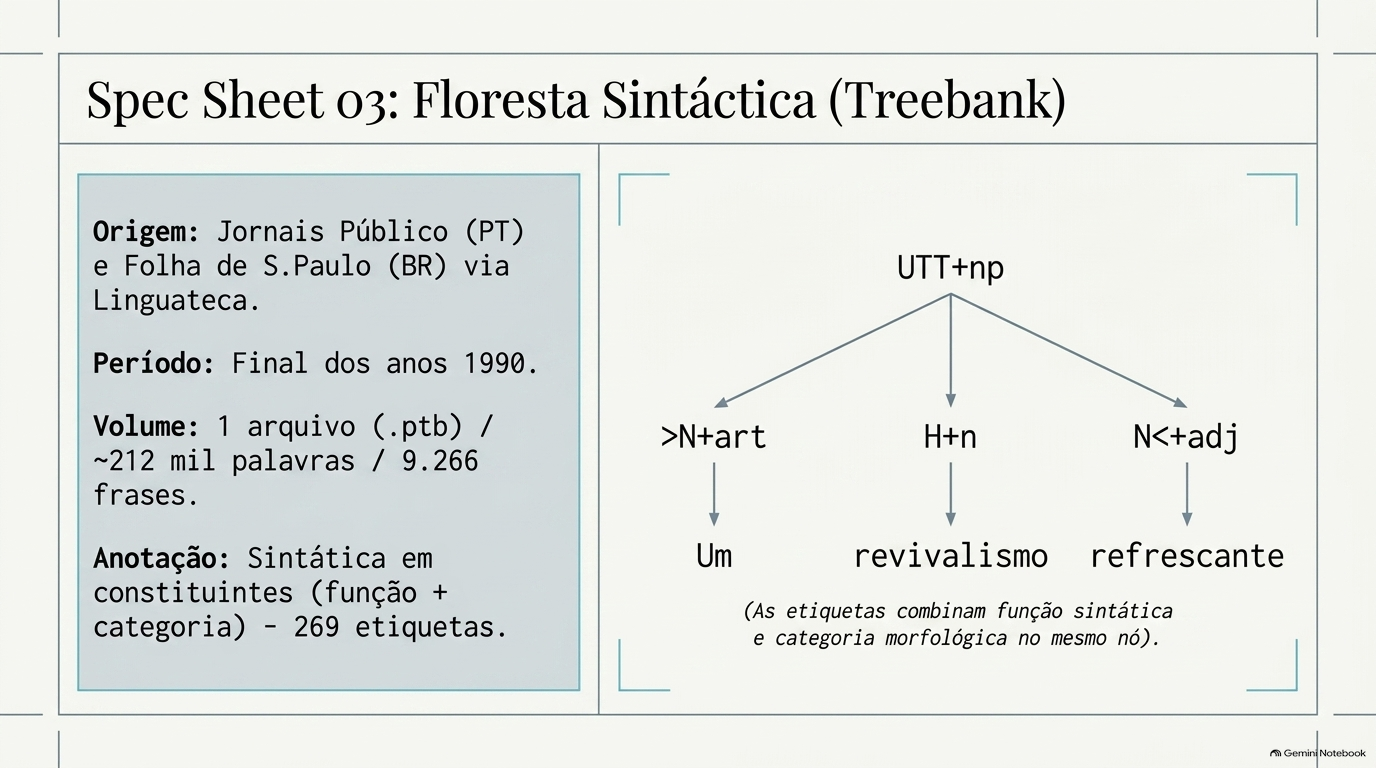 Spec Sheet 03: Floresta Sintáctica (Treebank)
Origem: Jornais Público (PT)
e Folha de S.Paulo (BR) via
Linguateca.
Período: Final dos anos 1990.
Volume: 1 arquivo (.ptb) /
~212 mil palavras / 9.266
frases.
Anotação: Sintática em
constituintes (função +
categoria) – 269 etiquetas.
UTT+np
>N+art H+n N<+adj
Um revivalismo refrescante
(As etiquetas combinam função sintática
e categoria morfológica no mesmo nó).
Gemini Notebook